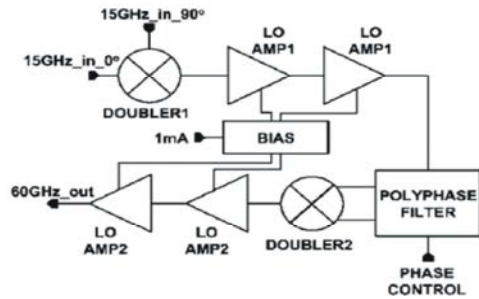 15GHz_in_90°
15GHz_in_0°
LO
AMP1
LO
AMP1
DOUBLER1
1mA
BIAS
60GHz_out
POLYPHASE
FILTER
LO
AMP2
LO
AMP2
DOUBLER2
PHASE
CONTROL